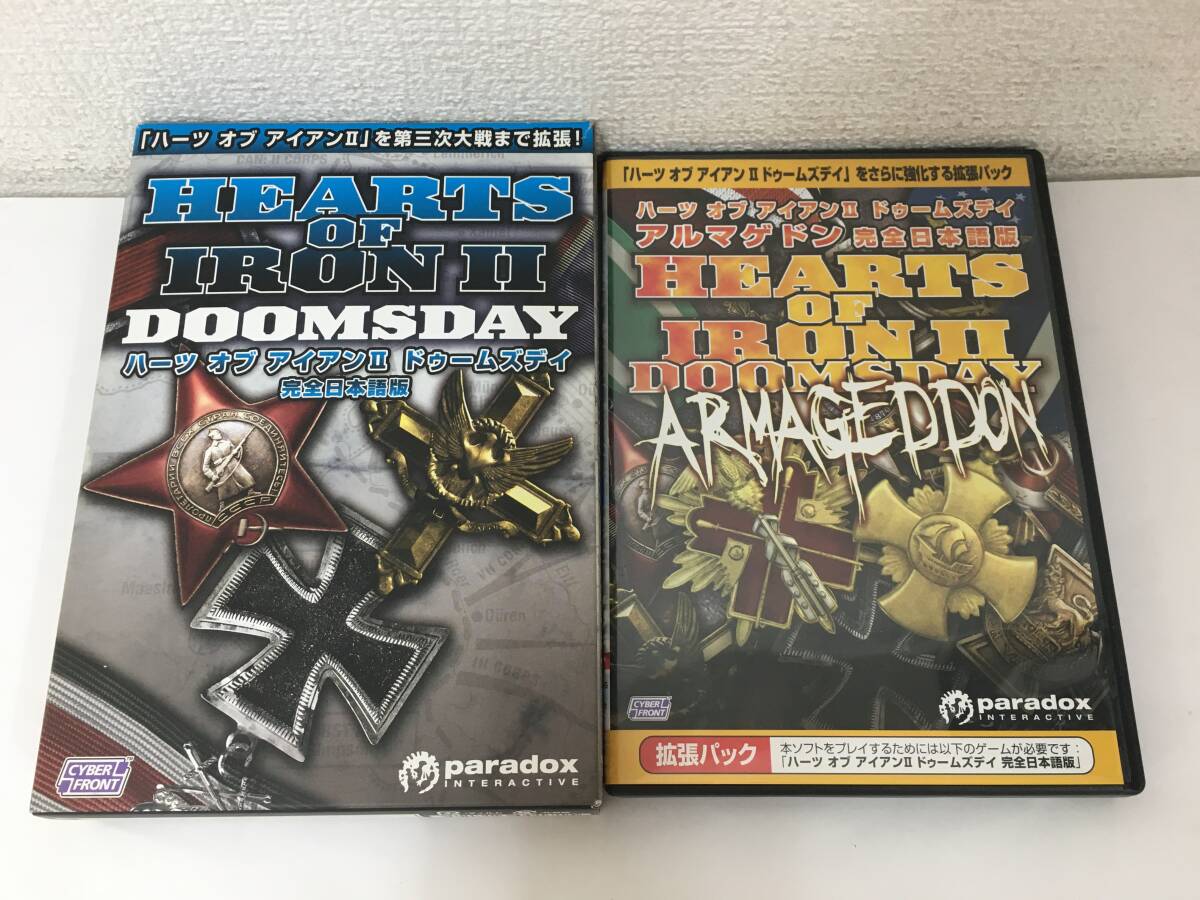 「ハーツ オブ アイアンⅡ」を第三次大戦まで拡張!
HEARTS
OF
IRON II
DOOMSDAY
ハーツ オブ アイアンⅡ ドゥームズデイ
完全日本語版
ПРОЛЕТАРИИ ВСЕХ СТРАН СОЕДИНЯЙТЕСЬ
СССР
Düren
CYBER
FRONT
paradox
INTERACTIVE
「ハーツ オブ アイアンⅡ ドゥームズデイ」をさらに強化する拡張パック
ハーツ オブ アイアンⅡ ドゥームズデイ
アルマゲドン 完全日本語版
HEARTS
OF
IRON II
DOOMSDAY
ARMAGEDDON
1870
CYBER
FRONT
paradox
INTERACTIVE
拡張パック
本ソフトをプレイするためには以下のゲームが必要です:
「ハーツ オブ アイアンⅡ ドゥームズデイ 完全日本語版」